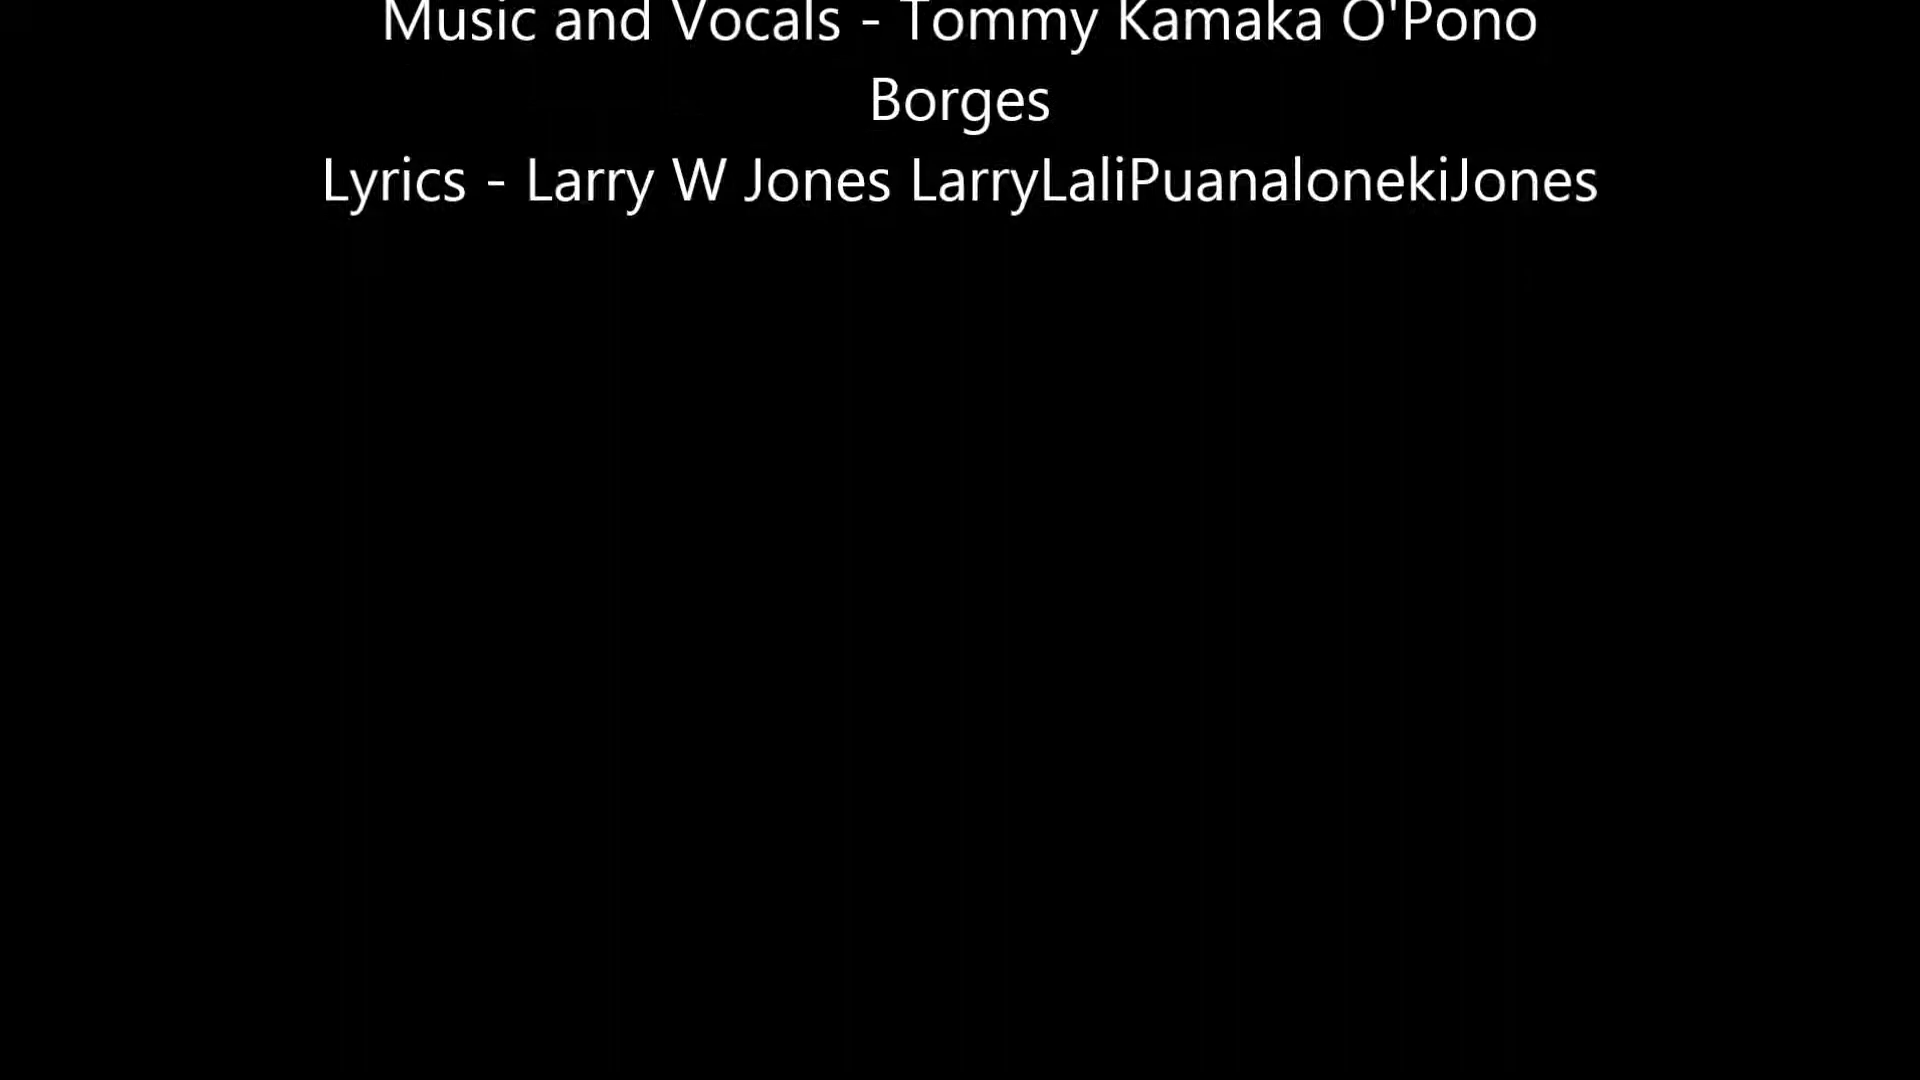 Music and Vocals - Tommy Kamaka O'Pono
Borges
Lyrics - Larry W Jones LarryLaliPuanalonekiJones